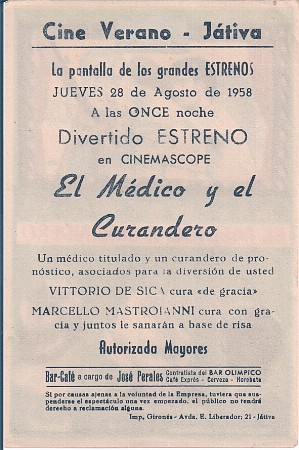 Cine Verano - Játiva
La pantalla de los grandes ESTRENOS
JUEVES 28 de Agosto de 1958
A las ONCE noche
Divertido ESTRENO
en CINEMASCOPE
El Médico y el
Curandero
Un médico titulado y un curandero de pro-
nóstico, asociados para la diversión de usted
VITTORIO DE SICA cura «de gracia»
MARCELLO MASTROIANNI cura con gra-
cia y juntos le sanarán a base de risa
Autorizada Mayores
Bar-Café a cargo de José Perales Contratista del BAR OLIMPICO
Café Exprés - Cerveza - Horchata
Si por causas ajenas a la voluntad de la Empresa, tuviera que sus-
penderse el espectáculo una vez empezado, el público no tendrá
derecho a reclamación alguna.
Imp. Gironés - Avda. E. Liberador, 21 - Játiva